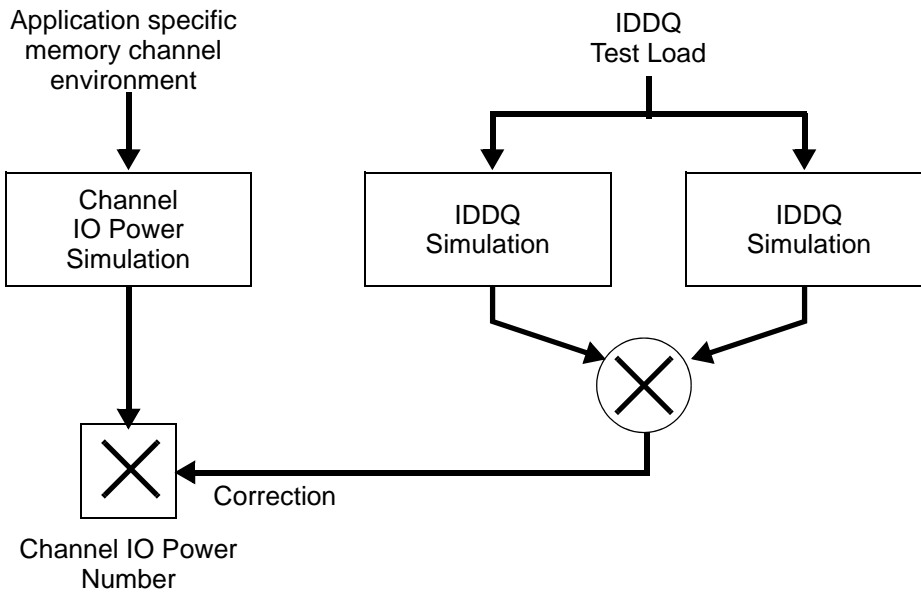 Application specific
memory channel
environment
IDDQ
Test Load
Channel
IO Power
Simulation
IDDQ
Simulation
IDDQ
Simulation
Correction
Channel IO Power
Number